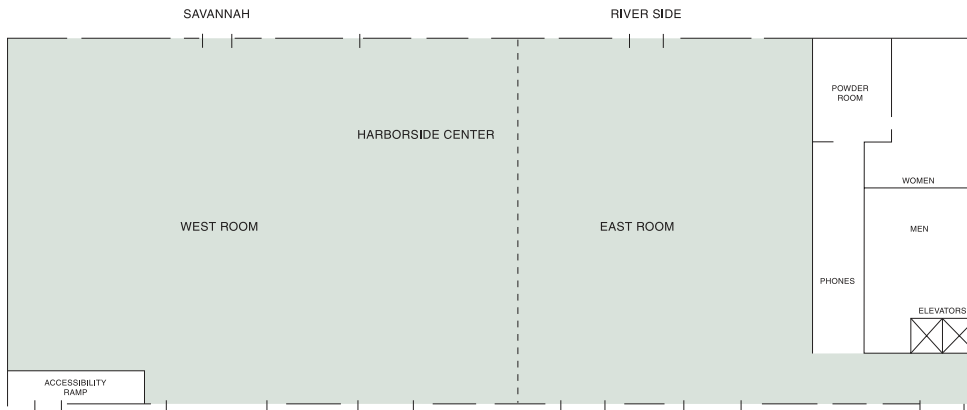 SAVANNAH
RIVER SIDE
POWDER
ROOM
HARBORSIDE CENTER
WOMEN
WEST ROOM
EAST ROOM
MEN
PHONES
ELEVATORS
ACCESSIBILITY
RAMP